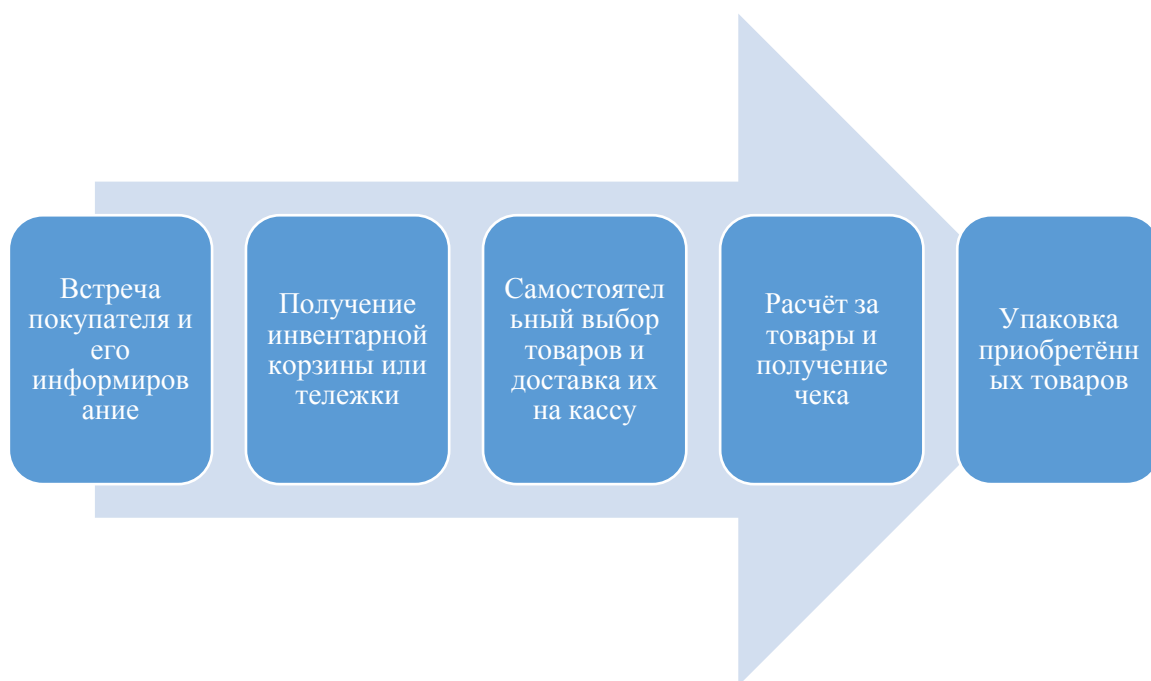 Встреча
покупателя и
его
информиров
ание
Получение
инвентарной
корзины или
тележки
Самостоятел
ьный выбор
товаров и
доставка их
на кассу
Расчёт за
товары и
получение
чека
Упаковка
приобретённ
ых товаров